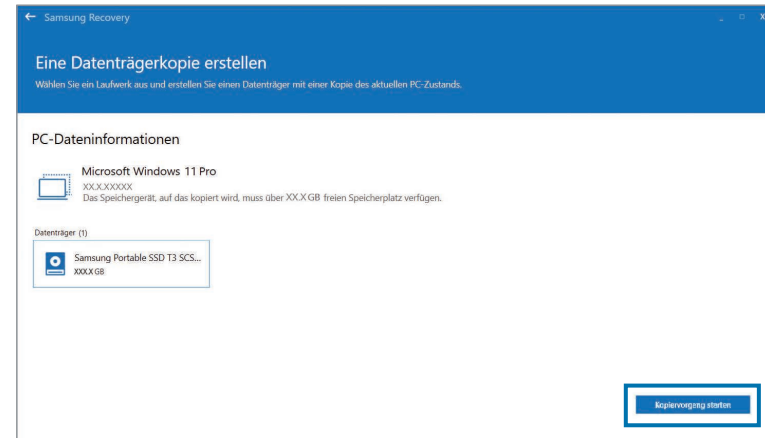 Samsung Recovery
Eine Datenträgerkopie erstellen
Wählen Sie ein Laufwerk aus und erstellen Sie einen Datenträger mit einer Kopie des aktuellen PC-Zustands.
PC-Dateninformationen
Microsoft Windows 11 Pro
XX.X.XXXXX
Das Speichergerät, auf das kopiert wird, muss über XX.X GB freien Speicherplatz verfügen.
Datenträger (1)
Samsung Portable SSD T3 SCS...
XXX.X GB
Kopiervorgang starten